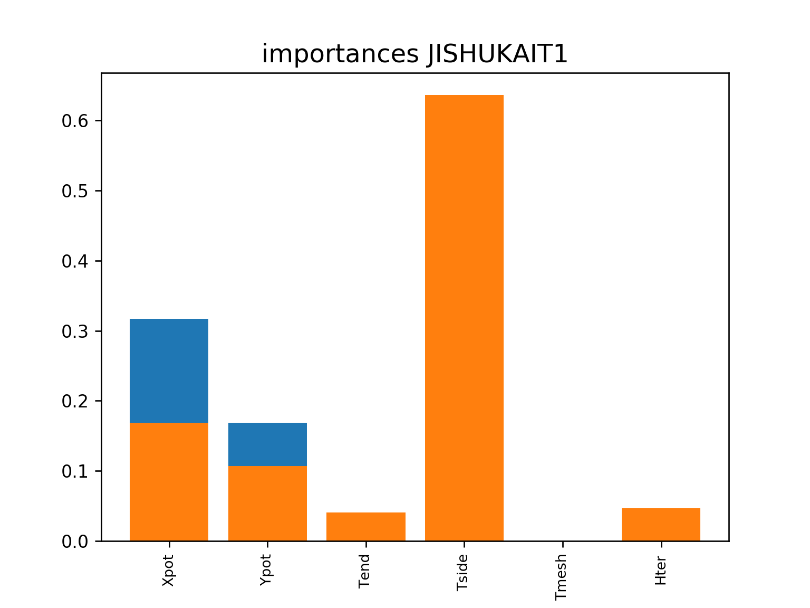 importances JISHUKAIT1
0.6
0.5
0.4
0.3
0.2
0.1
0.0
Xpot
Ypot
Tend
Tside
Tmesh
Hter